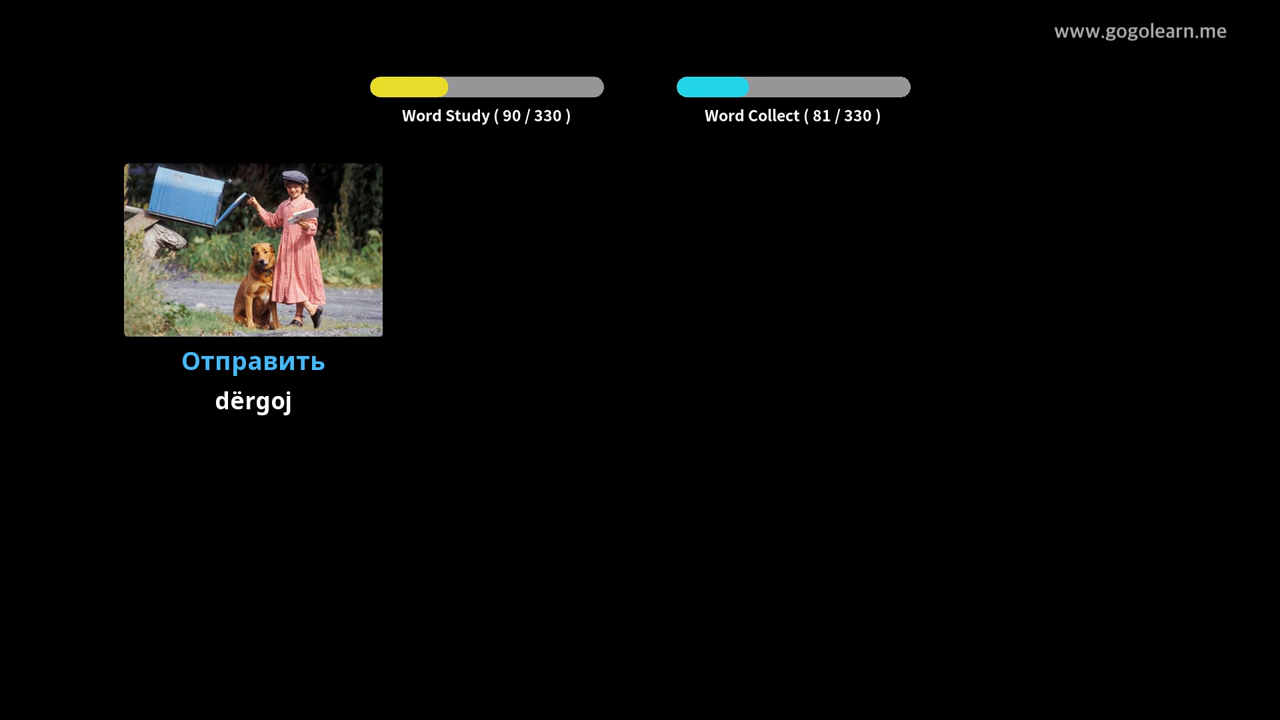 www.gogolearn.me
Word Study ( 90 / 330 )
Word Collect ( 81 / 330 )
Отправить
dërgoj